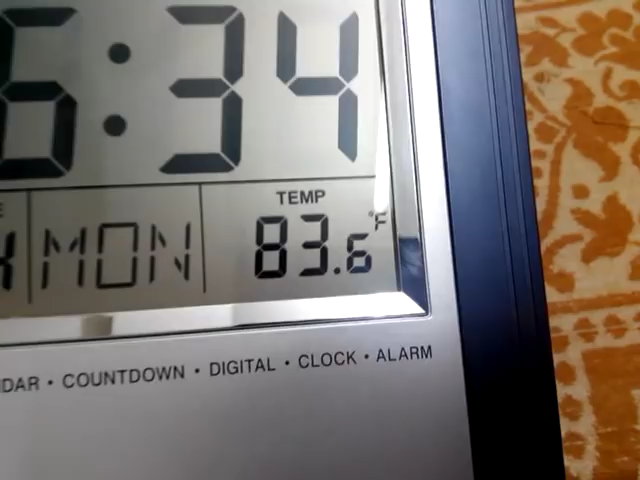 6:34
TEMP
MON 83.6 °F
DAR • COUNTDOWN • DIGITAL • CLOCK • ALARM